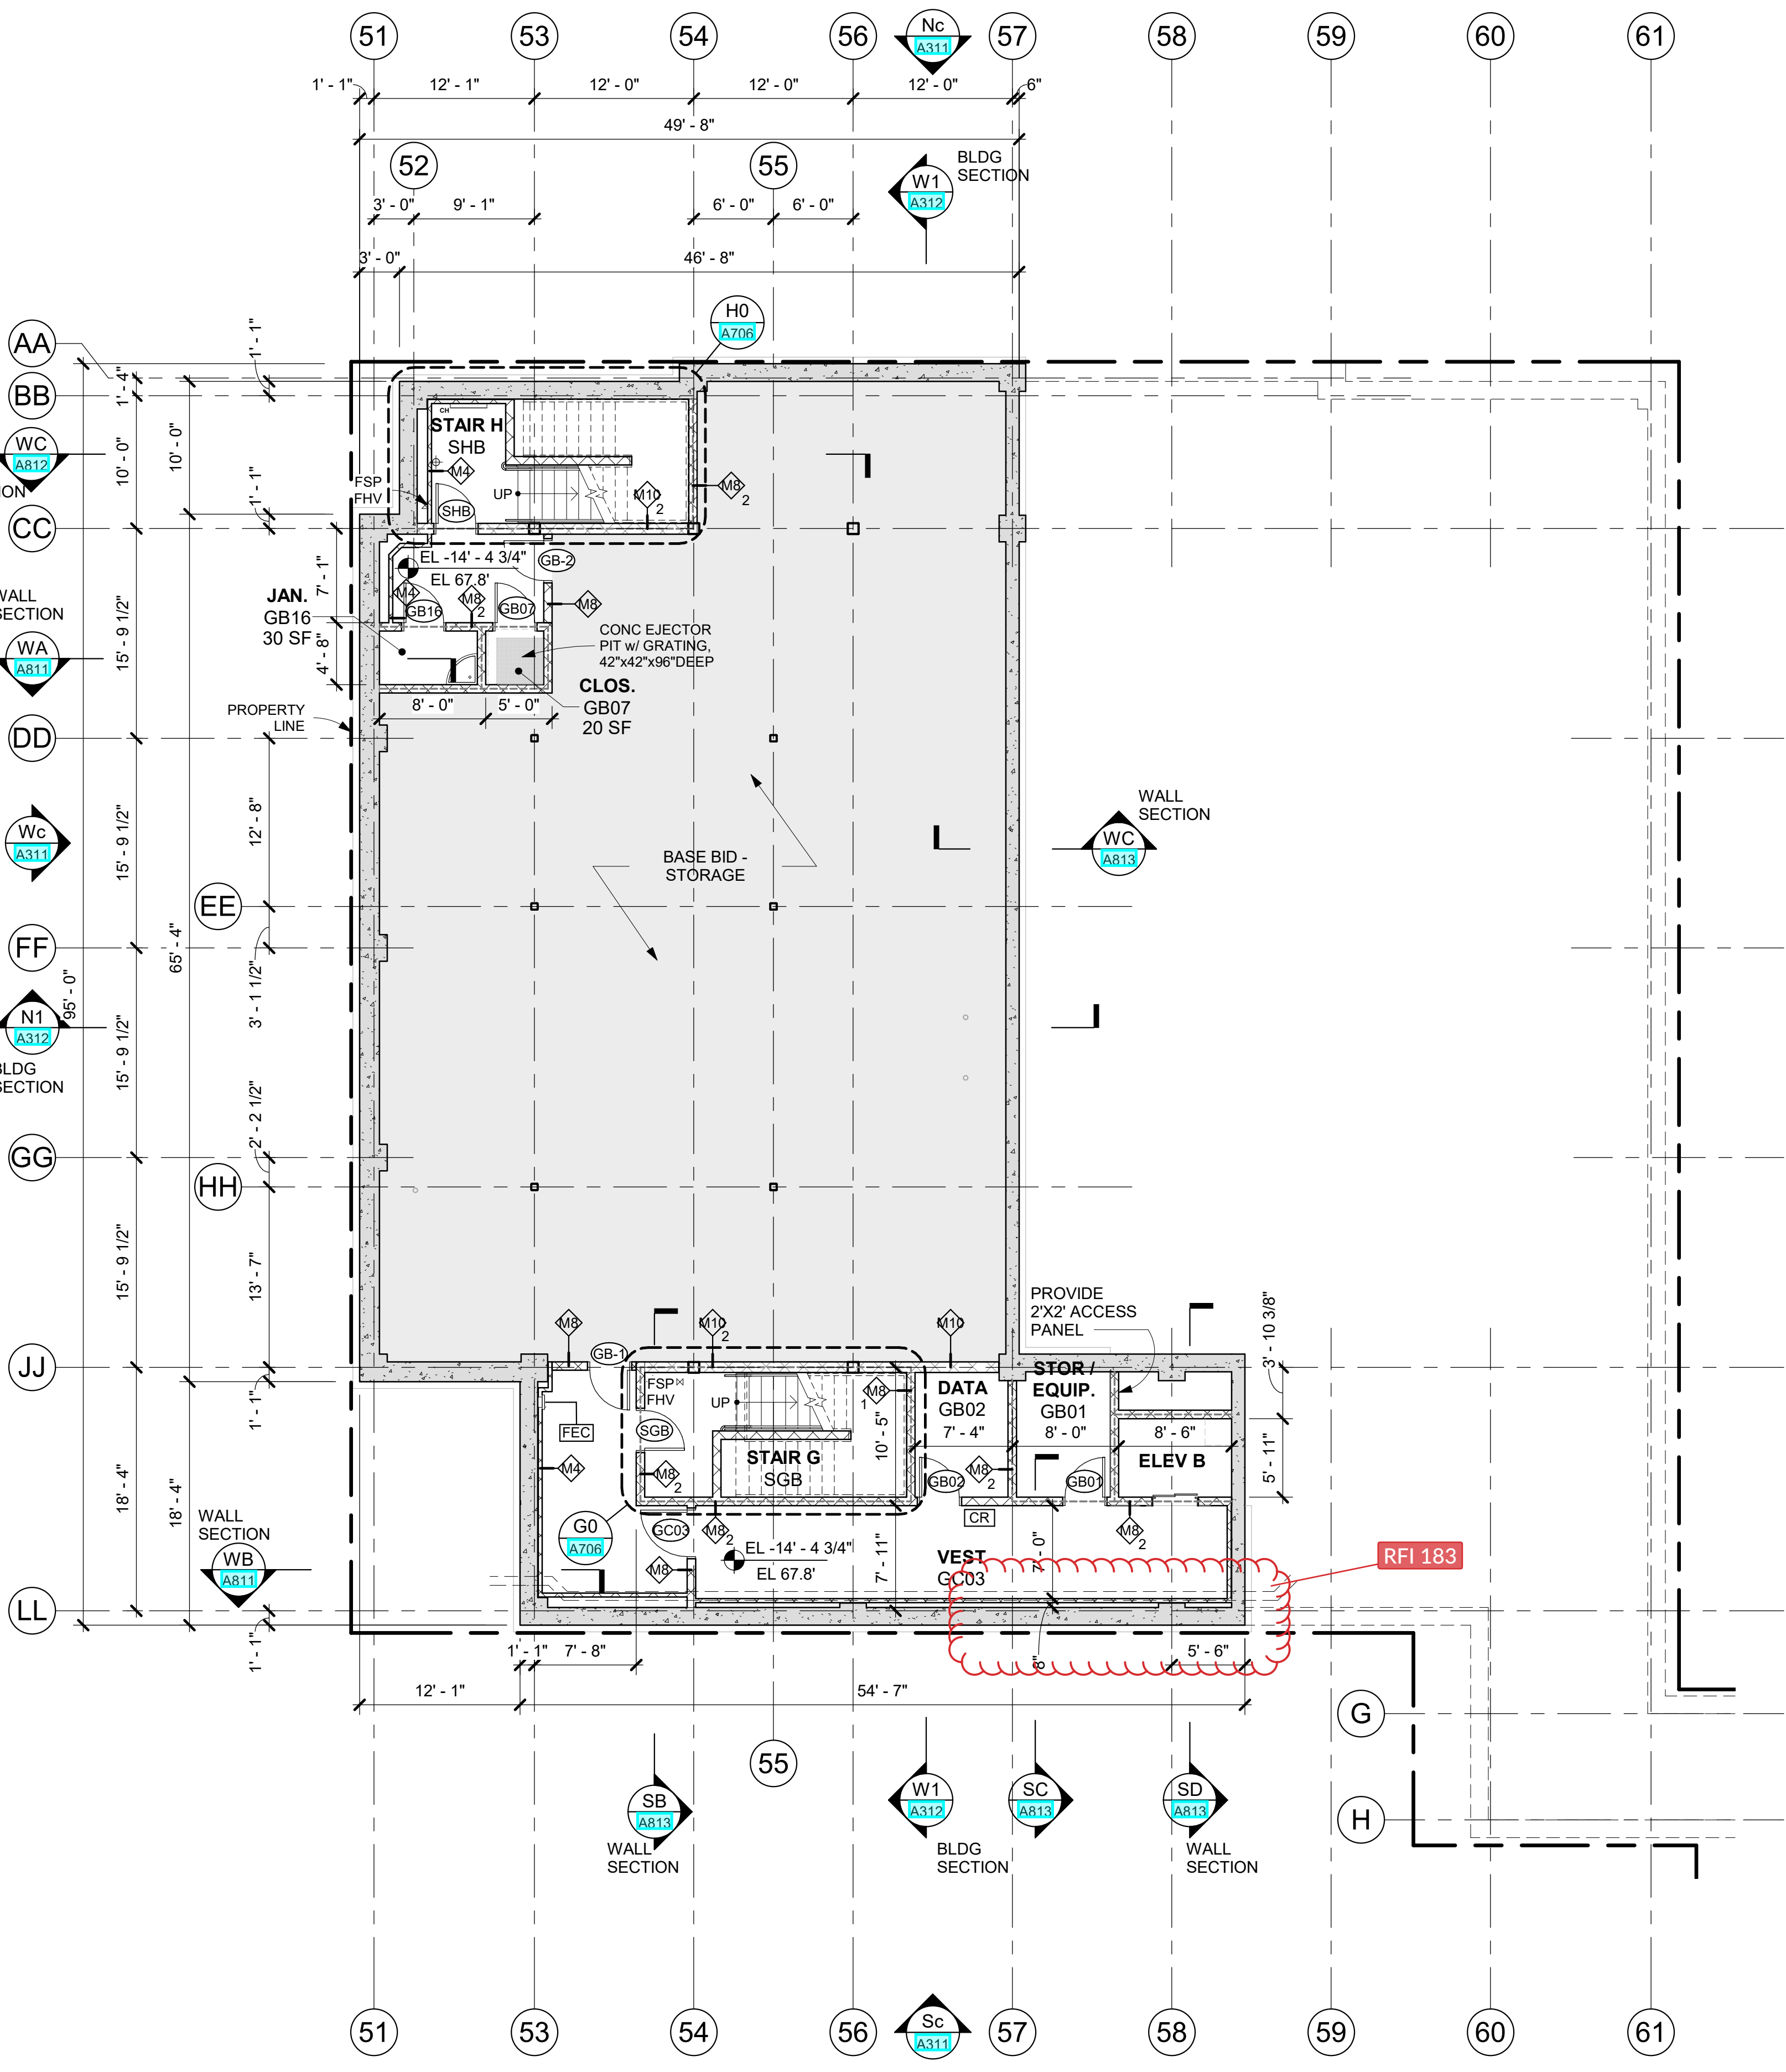 51
53
54
56
Nc
A311
57
58
59
60
61
1' - 1"
12' - 1"
12' - 0"
12' - 0"
12' - 0"
6"
49' - 8"
52
55
W1
A312
BLDG
SECTION
3' - 0"
9' - 1"
6' - 0"
6' - 0"
3' - 0"
46' - 8"
H0
A706
AA
BB
WC
A812
ION
CC
WALL
SECTION
WA
A811
DD
Wc
A311
EE
FF
N1
A312
BLDG
SECTION
GG
HH
JJ
LL
1' - 1"
1' - 4"
10' - 0"
10' - 0"
1' - 1"
15' - 9 1/2"
7' - 1"
4' - 8"
15' - 9 1/2"
12' - 8"
65' - 4"
95' - 0"
3' - 1 1/2"
15' - 9 1/2"
2' - 2 1/2"
15' - 9 1/2"
13' - 7"
1' - 1"
18' - 4"
18' - 4"
1' - 1"
CH
STAIR H
SHB
M4
FSP
FHV
UP
M10
2
M8
2
SHB
EL -14' - 4 3/4"
EL 67.8'
GB-2
M4
M8
2
GB16
GB07
M8
JAN.
GB16
30 SF
CONC EJECTOR
PIT w/ GRATING,
42"x42"x96"DEEP
CLOS.
GB07
20 SF
8' - 0"
5' - 0"
PROPERTY
LINE
BASE BID -
STORAGE
WALL
SECTION
WC
A813
PROVIDE
2'X2' ACCESS
PANEL
3' - 10 3/8"
M8
M10
2
M10
GB-1
FSP
FHV
UP
M8
1
DATA
GB02
7' - 4"
STOR /
EQUIP.
GB01
8' - 0"
8' - 6"
FEC
SGB
10' - 5"
5' - 11"
M4
M8
2
STAIR G
SGB
GB02
M8
2
GB01
ELEV B
CR
G0
A706
GC03
M8
2
M8
2
EL -14' - 4 3/4"
EL 67.8'
M8
7' - 11"
VEST
GC03
7' - 0"
RFI 183
WALL
SECTION
WB
A811
1' - 1"
7' - 8"
8"
5' - 6"
12' - 1"
54' - 7"
G
H
55
SB
A813
WALL
SECTION
W1
A312
BLDG
SECTION
SC
A813
SD
A813
WALL
SECTION
51
53
54
56
Sc
A311
57
58
59
60
61